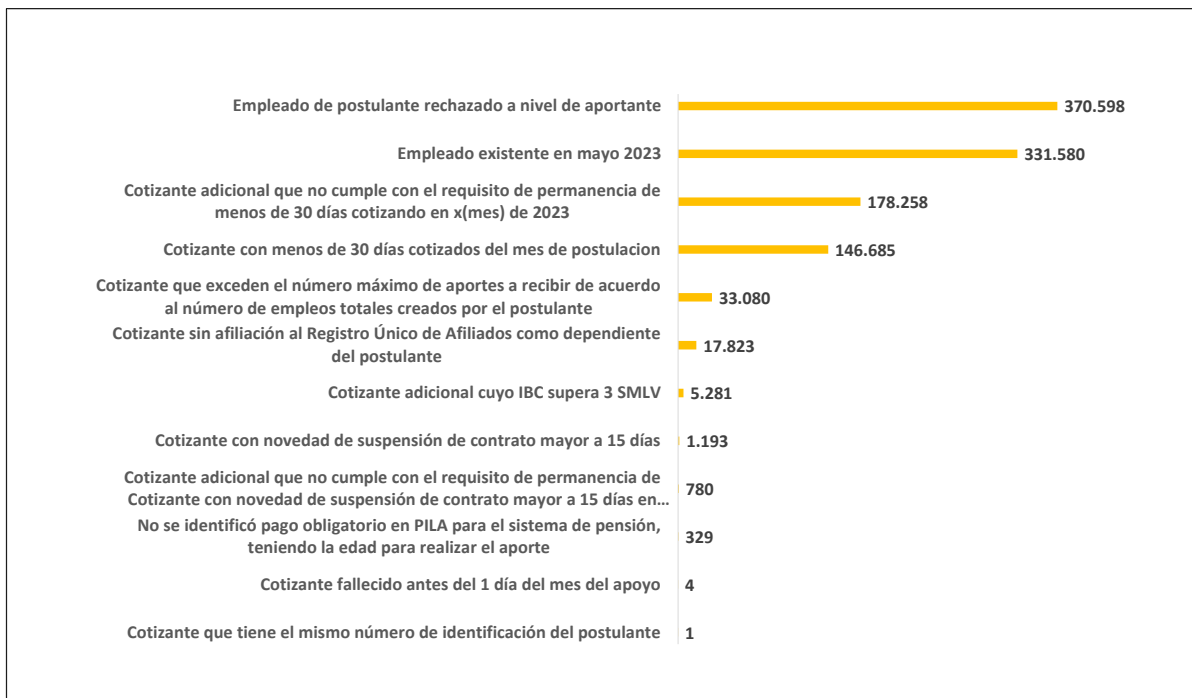 Empleado de postulante rechazado a nivel de aportante
370.598
Empleado existente en mayo 2023
331.580
Cotizante adicional que no cumple con el requisito de permanencia de
menos de 30 días cotizando en x(mes) de 2023
178.258
Cotizante con menos de 30 días cotizados del mes de postulacion
146.685
Cotizante que exceden el número máximo de aportes a recibir de acuerdo
al número de empleos totales creados por el postulante
33.080
Cotizante sin afiliación al Registro Único de Afiliados como dependiente
del postulante
17.823
Cotizante adicional cuyo IBC supera 3 SMLV
5.281
Cotizante con novedad de suspensión de contrato mayor a 15 días
1.193
Cotizante adicional que no cumple con el requisito de permanencia de
Cotizante con novedad de suspensión de contrato mayor a 15 días en…
780
No se identificó pago obligatorio en PILA para el sistema de pensión,
teniendo la edad para realizar el aporte
329
Cotizante fallecido antes del 1 día del mes del apoyo
4
Cotizante que tiene el mismo número de identificación del postulante
1